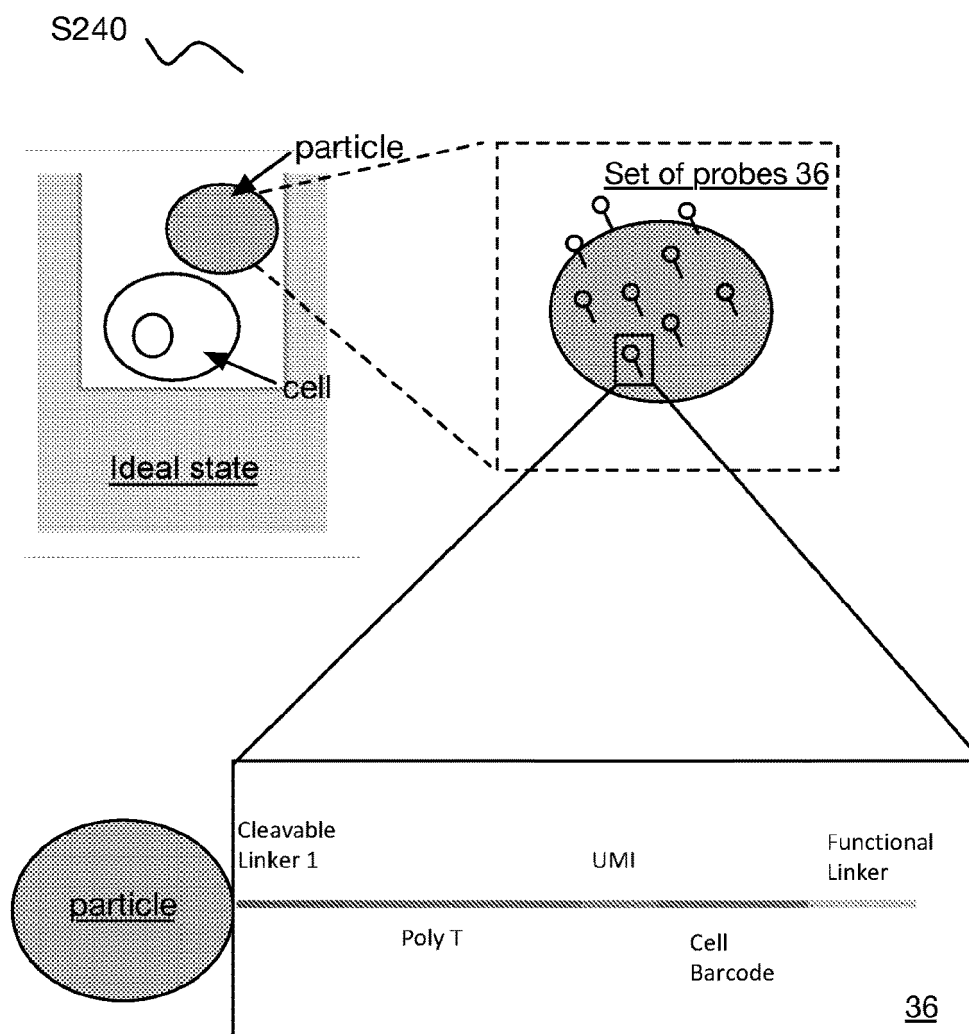 S240
particle
Set of probes 36
cell
Ideal state
Cleavable
Linker 1
UMI
Functional
Linker
particle
Poly T
Cell
Barcode
36